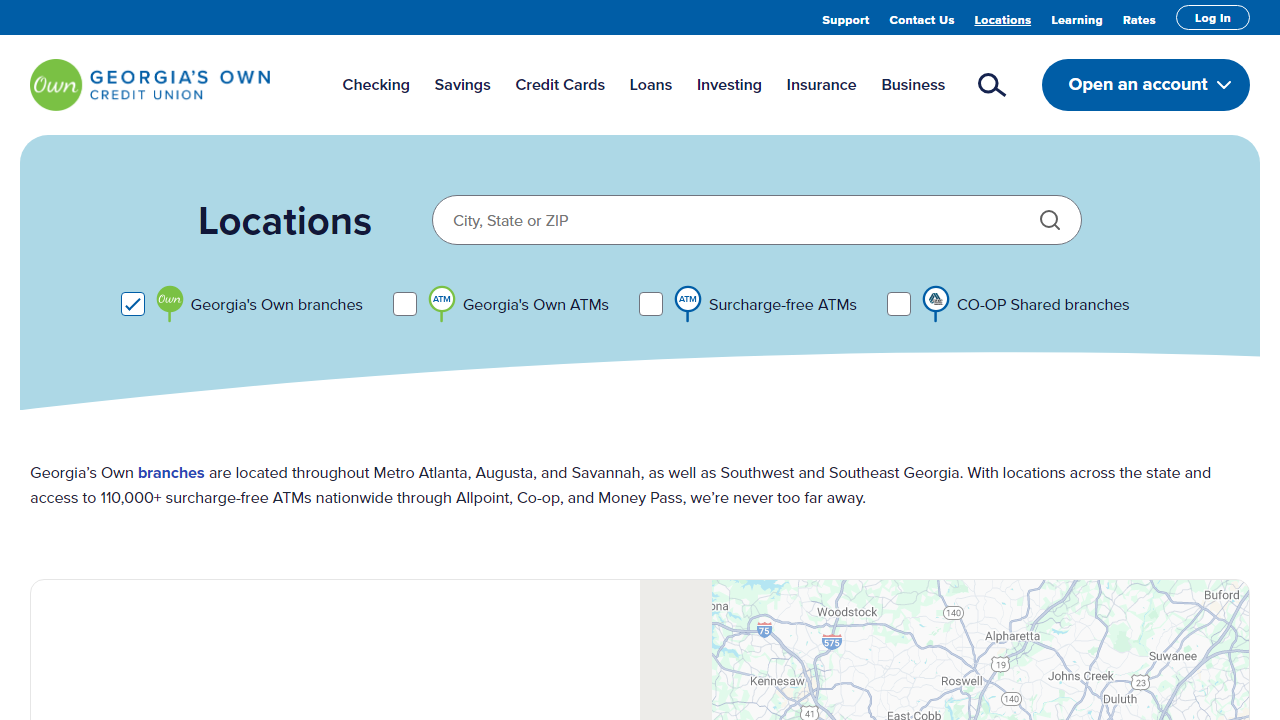 Support Contact Us Locations Learning Rates Log In
Own GEORGIA'S OWN
CREDIT UNION
Checking Savings Credit Cards Loans Investing Insurance Business Open an account
Locations City, State or ZIP
Own Georgia's Own branches ATM Georgia's Own ATMs ATM Surcharge-free ATMs CO-OP Shared branches
Georgia’s Own branches are located throughout Metro Atlanta, Augusta, and Savannah, as well as Southwest and Southeast Georgia. With locations across the state and
access to 110,000+ surcharge-free ATMs nationwide through Allpoint, Co-op, and Money Pass, we’re never too far away.
Buford
ona
Woodstock 140
75
575
Alpharetta
19
Suwanee
Kennesaw Roswell Johns Creek 23
140 Duluth
41 East Cobb